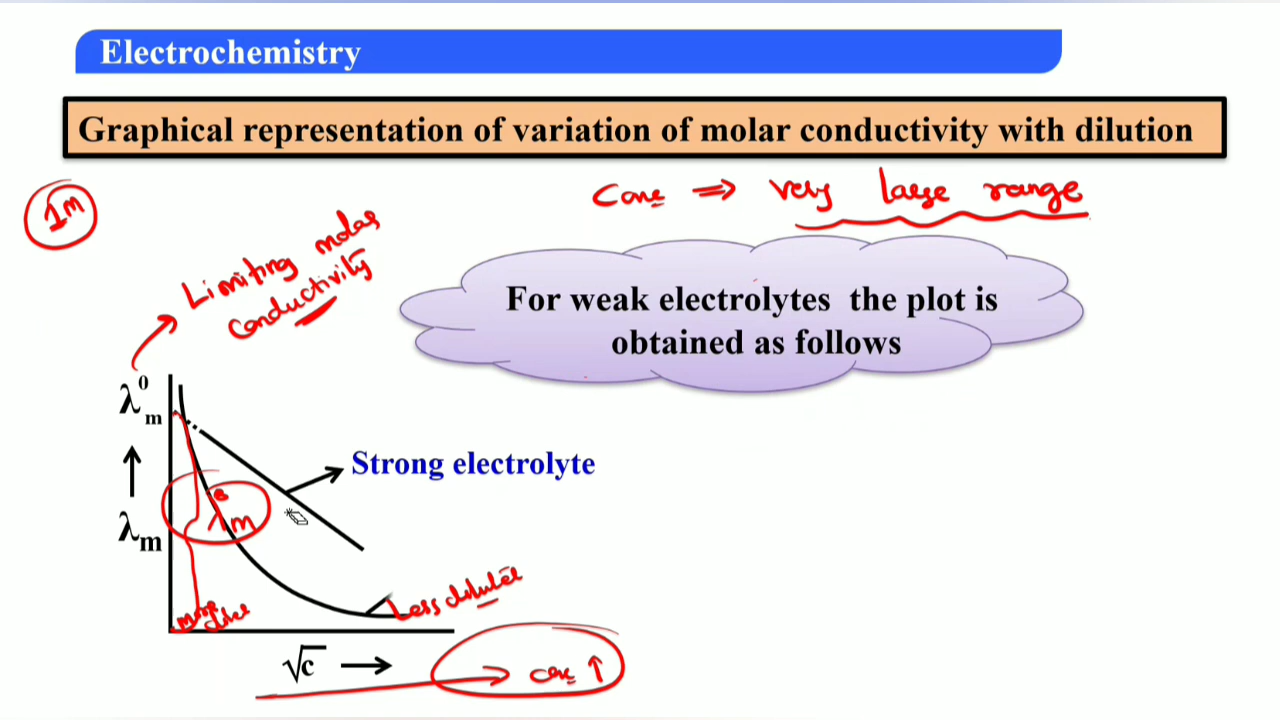 Electrochemistry
Graphical representation of variation of molar conductivity with dilution
1M
Conc ⇒ very large range
Limiting molar
conductivity
For weak electrolytes the plot is
obtained as follows
λ⁰m
Strong electrolyte
λm
λm
Less diluted
more
√c → conc ↑